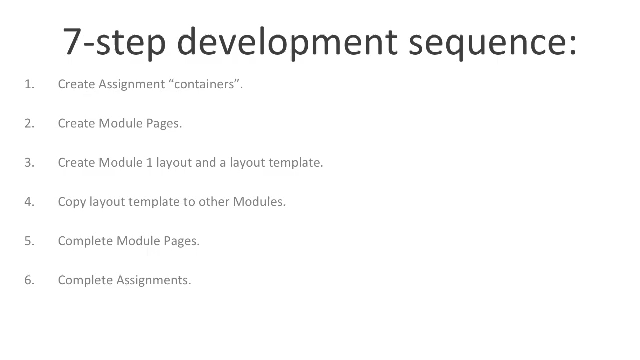 7-step development sequence:
1. Create Assignment “containers”.
2. Create Module Pages.
3. Create Module 1 layout and a layout template.
4. Copy layout template to other Modules.
5. Complete Module Pages.
6. Complete Assignments.